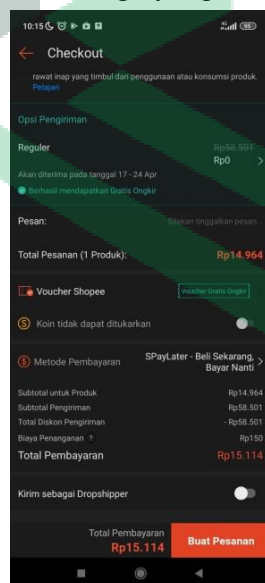 10:15
Checkout
rawat inap yang timbul dari penggunaan atau konsumsi produk.
Pelajari
Opsi Pengiriman
Reguler Rp58.501
Rp0
Akan diterima pada tanggal 17 - 24 Apr
Berhasil mendapatkan Gratis Ongkir
Pesan: Silakan tinggalkan pesan...
Total Pesanan (1 Produk): Rp14.964
Voucher Shopee Voucher Gratis Ongkir
Koin tidak dapat ditukarkan
Metode Pembayaran SPayLater - Beli Sekarang,
Bayar Nanti
Subtotal untuk Produk Rp14.964
Subtotal Pengiriman Rp58.501
Total Diskon Pengiriman - Rp58.501
Biaya Penanganan ? Rp150
Total Pembayaran Rp15.114
Kirim sebagai Dropshipper
Total Pembayaran
Rp15.114
Buat Pesanan